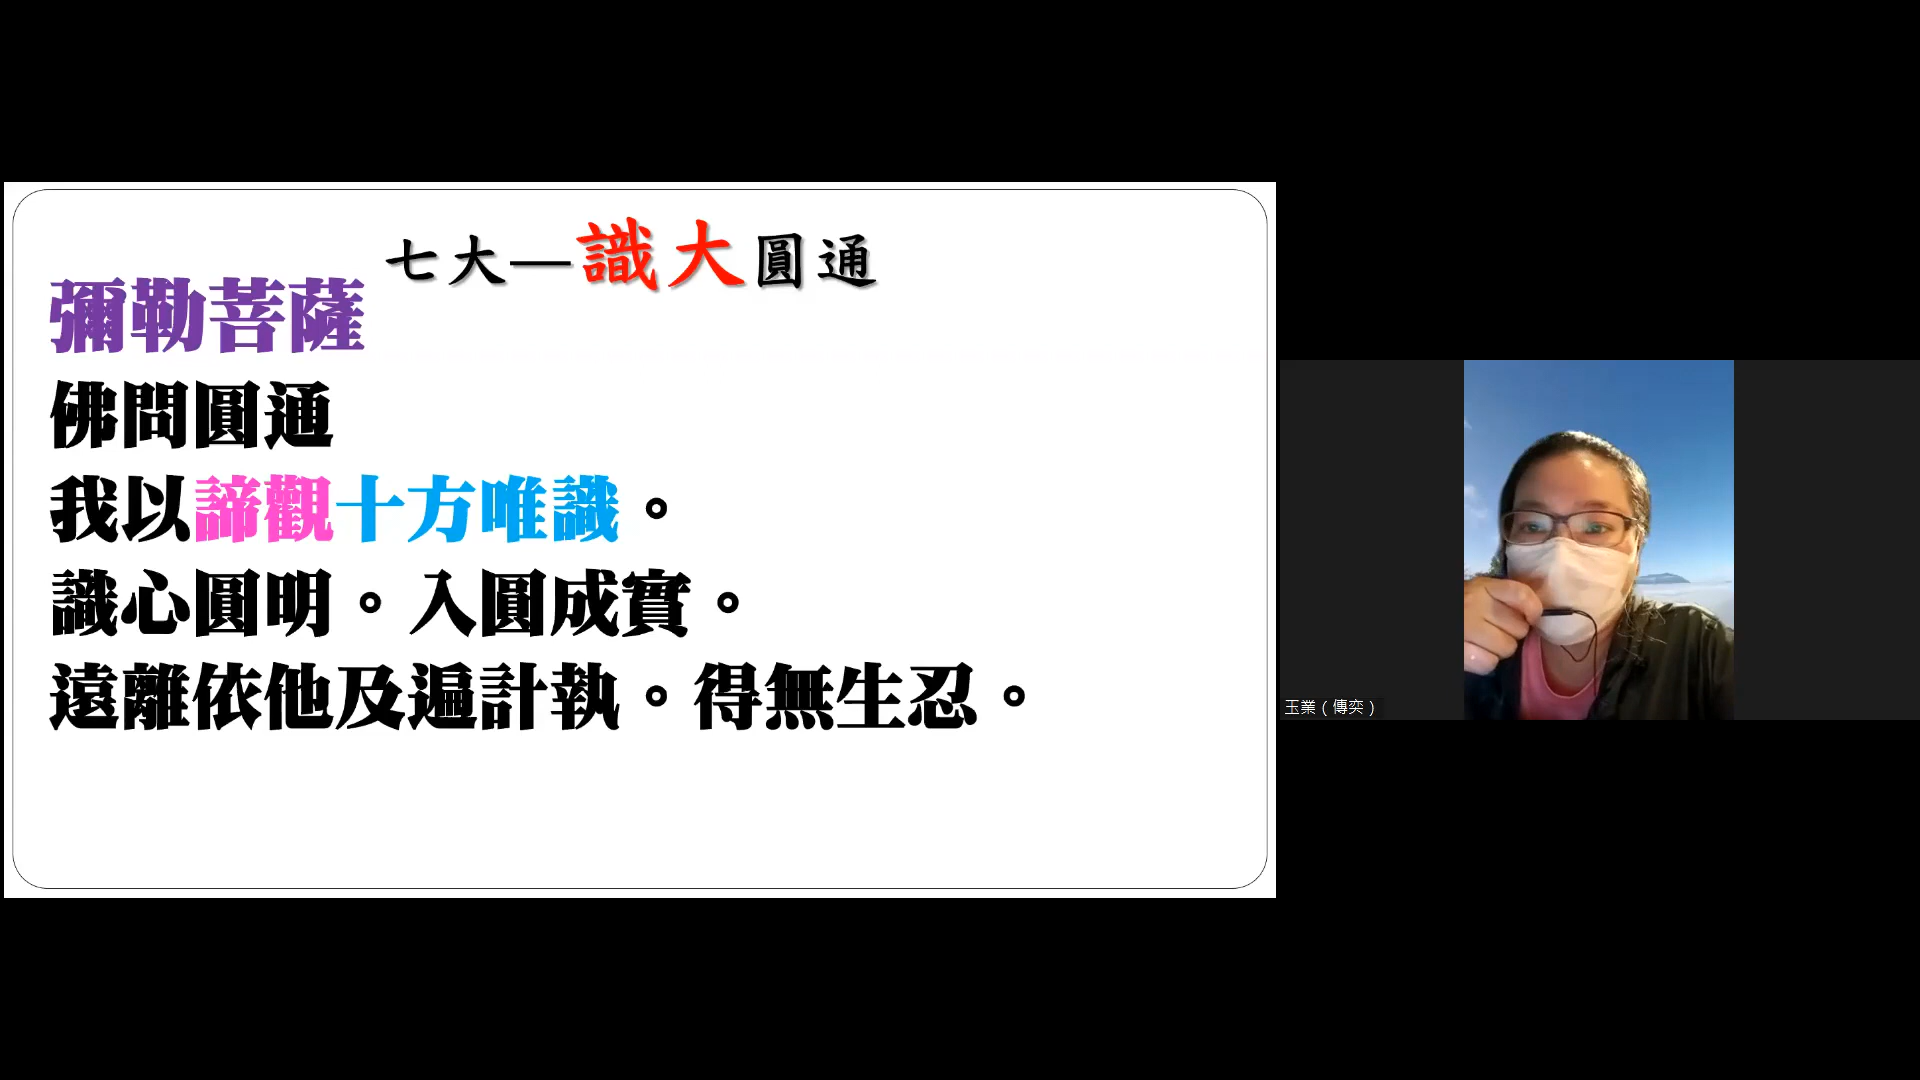 七大—識大圓通
彌勒菩薩
佛問圓通
我以諦觀十方唯識。
識心圓明。入圓成實。
遠離依他及遍計執。得無生忍。
玉業（傳奕）